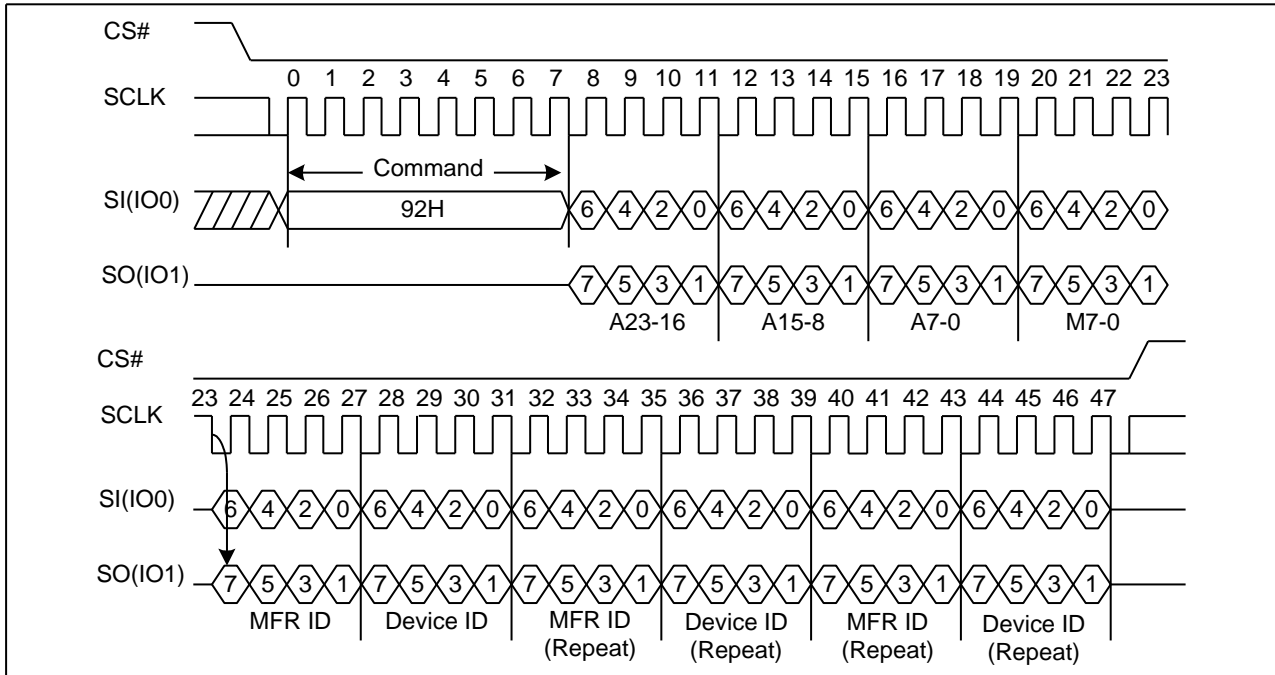 CS#
0 1 2 3 4 5 6 7 8 9 10 11 12 13 14 15 16 17 18 19 20 21 22 23
SCLK
Command
SI(IO0)
92H
6 4 2 0 6 4 2 0 6 4 2 0 6 4 2 0
SO(IO1)
7 5 3 1 7 5 3 1 7 5 3 1 7 5 3 1
A23-16 A15-8 A7-0 M7-0
CS#
23 24 25 26 27 28 29 30 31 32 33 34 35 36 37 38 39 40 41 42 43 44 45 46 47
SCLK
SI(IO0)
6 4 2 0 6 4 2 0 6 4 2 0 6 4 2 0 6 4 2 0 6 4 2 0
SO(IO1)
7 5 3 1 7 5 3 1 7 5 3 1 7 5 3 1 7 5 3 1 7 5 3 1
MFR ID Device ID MFR ID Device ID MFR ID Device ID
(Repeat) (Repeat) (Repeat) (Repeat)